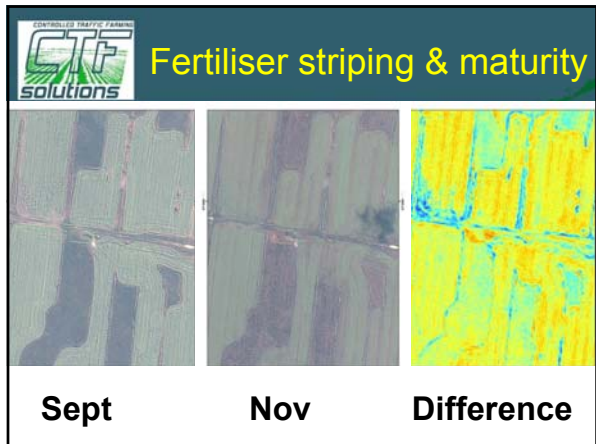 CONTROLLED TRAFFIC FARMING
CTF
solutions
Fertiliser striping & maturity
Sept
Nov
Difference